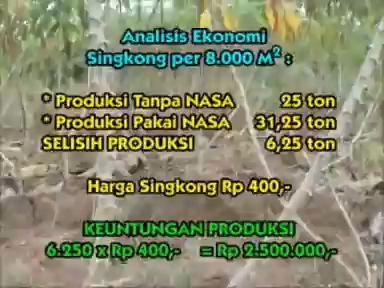 Analisis Ekonomi
Singkong per 8.000 M² :
* Produksi Tanpa NASA 25 ton
* Produksi Pakai NASA 31,25 ton
SELISIH PRODUKSI 6,25 ton
Harga Singkong Rp 400,-
KEUNTUNGAN PRODUKSI
6.250 x Rp 400,- = Rp 2.500.000,-